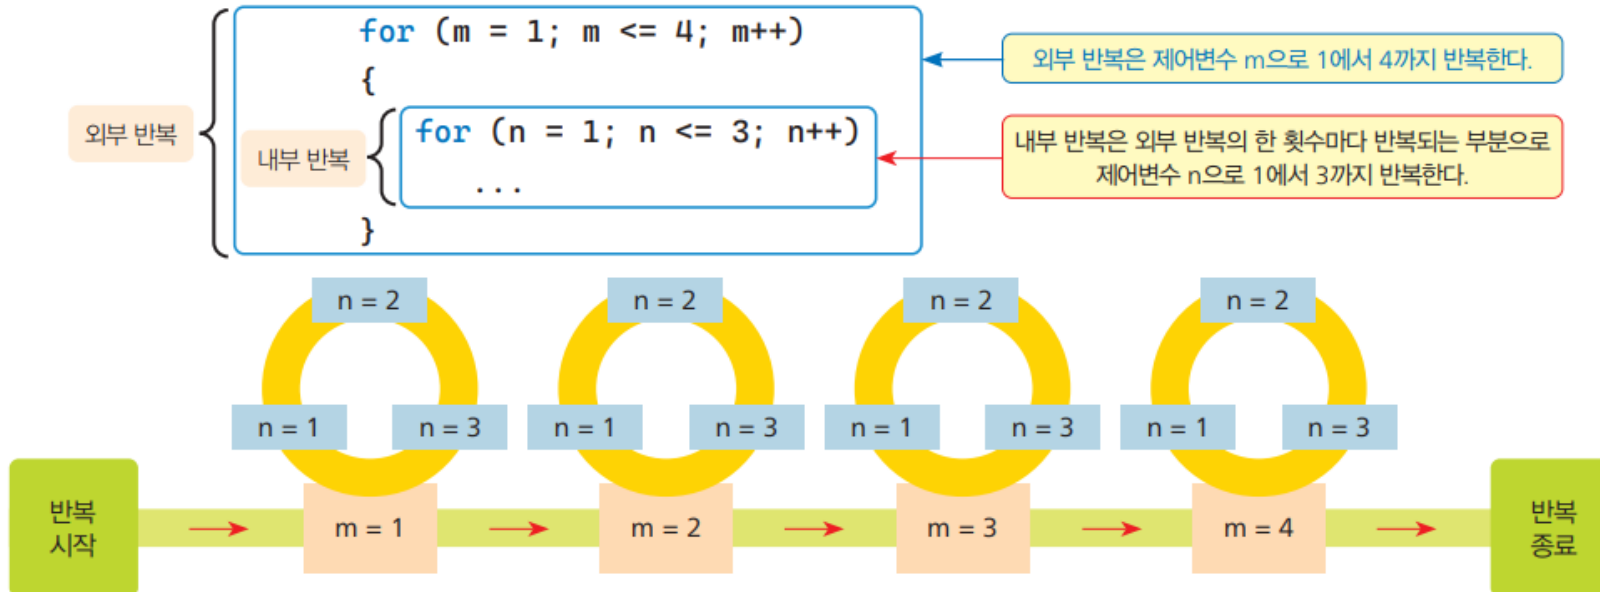 for (m = 1; m <= 4; m++)
{
외부 반복
내부 반복
for (n = 1; n <= 3; n++)
...
}
외부 반복은 제어변수 m으로 1에서 4까지 반복한다.
내부 반복은 외부 반복의 한 횟수마다 반복되는 부분으로
제어변수 n으로 1에서 3까지 반복한다.
n = 2
n = 2
n = 2
n = 2
n = 1
n = 3
n = 1
n = 3
n = 1
n = 3
n = 1
n = 3
반복
시작
m = 1
m = 2
m = 3
m = 4
반복
종료